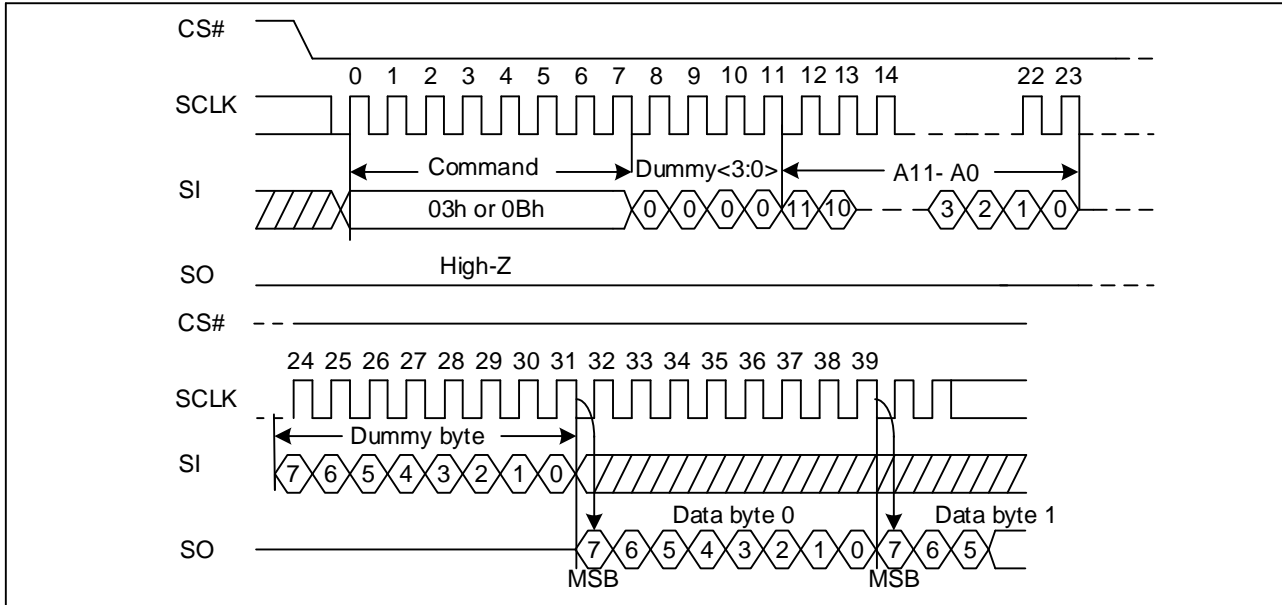 CS#
0 1 2 3 4 5 6 7 8 9 10 11 12 13 14 22 23
SCLK
Command Dummy<3:0> A11- A0
SI
03h or 0Bh 0 0 0 0 11 10 3 2 1 0
High-Z
SO
CS#
24 25 26 27 28 29 30 31 32 33 34 35 36 37 38 39
SCLK
Dummy byte
SI
7 6 5 4 3 2 1 0
Data byte 0 Data byte 1
SO
7 6 5 4 3 2 1 0 7 6 5
MSB MSB